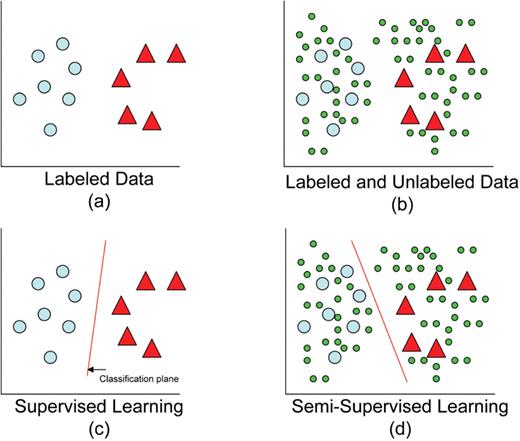 Labeled Data
(a)
Labeled and Unlabeled Data
(b)
Classification plane
Supervised Learning
(c)
Semi-Supervised Learning
(d)